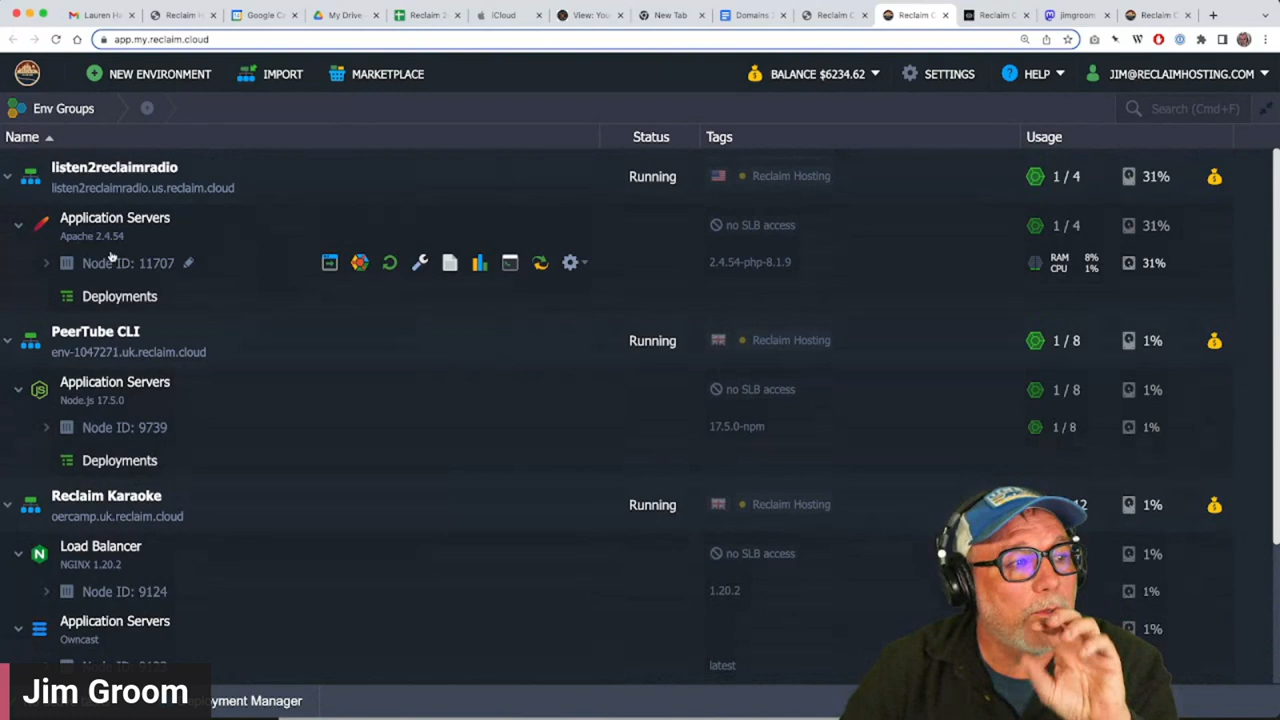 Lauren Ha
Reclaim H
Google Ca
My Drive
Reclaim 2
iCloud
View: You
New Tab
Domains 2
Reclaim C
Reclaim C
Reclaim C
jimgroom
Reclaim C
app.my.reclaim.cloud
NEW ENVIRONMENT
IMPORT
MARKETPLACE
BALANCE $6234.62
SETTINGS
HELP
JIM@RECLAIMHOSTING.COM
Env Groups
Search (Cmd+F)
Name
Status
Tags
Usage
listen2reclaimradio
listen2reclaimradio.us.reclaim.cloud
Running
Reclaim Hosting
1 / 4
31%
Application Servers
Apache 2.4.54
no SLB access
1 / 4
31%
Node ID: 11707
2.4.54-php-8.1.9
RAM 8%
CPU 1%
31%
Deployments
PeerTube CLI
env-1047271.uk.reclaim.cloud
Running
Reclaim Hosting
1 / 8
1%
Application Servers
Node.js 17.5.0
no SLB access
1 / 8
1%
Node ID: 9739
17.5.0-npm
1 / 8
1%
Deployments
Reclaim Karaoke
oercamp.uk.reclaim.cloud
Running
Reclaim Hosting
12
1%
Load Balancer
NGINX 1.20.2
no SLB access
1%
Node ID: 9124
1.20.2
1%
Application Servers
Owncast
1%
latest
Jim Groom
ployment Manager